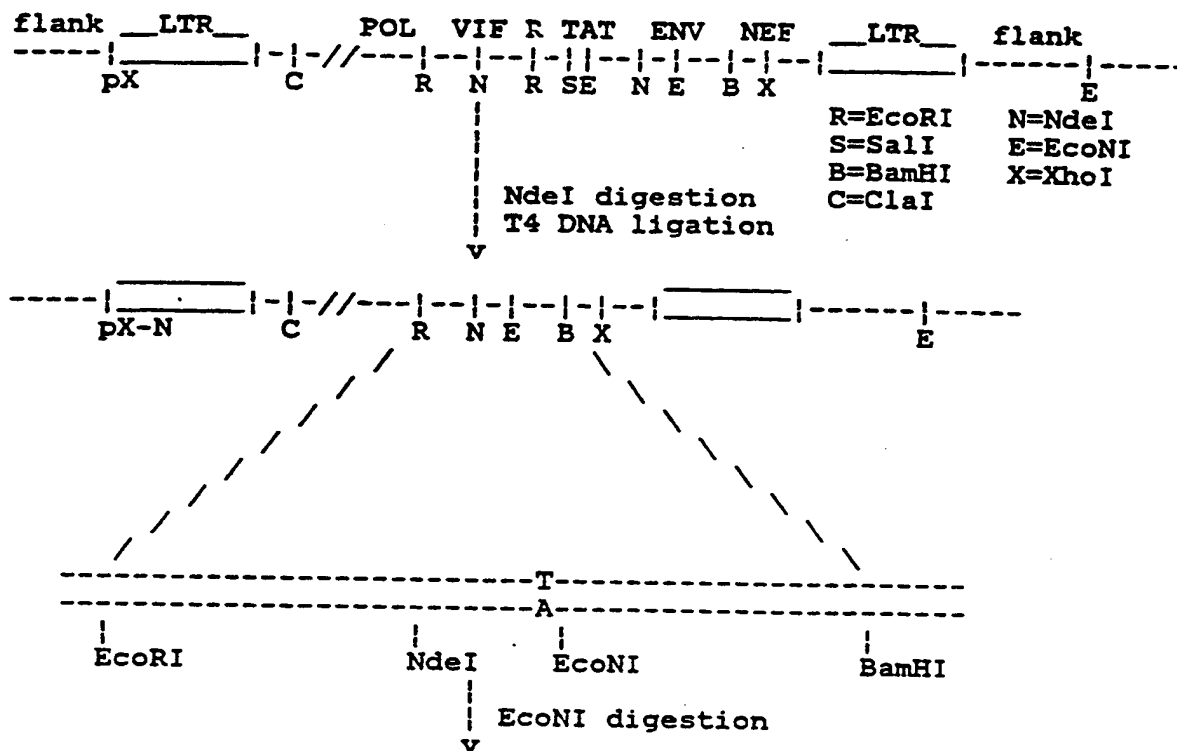 flank LTR POL VIF R TAT ENV NEF LTR flank
pX C R N R SE N E B X E
R=EcoRI N=NdeI
S=SalI E=EcoNI
B=BamHI X=XhoI
C=ClaI
NdeI digestion
T4 DNA ligation
V
pX-N C R N E B X E
T
A
EcoRI NdeI EcoNI BamHI
EcoNI digestion
V